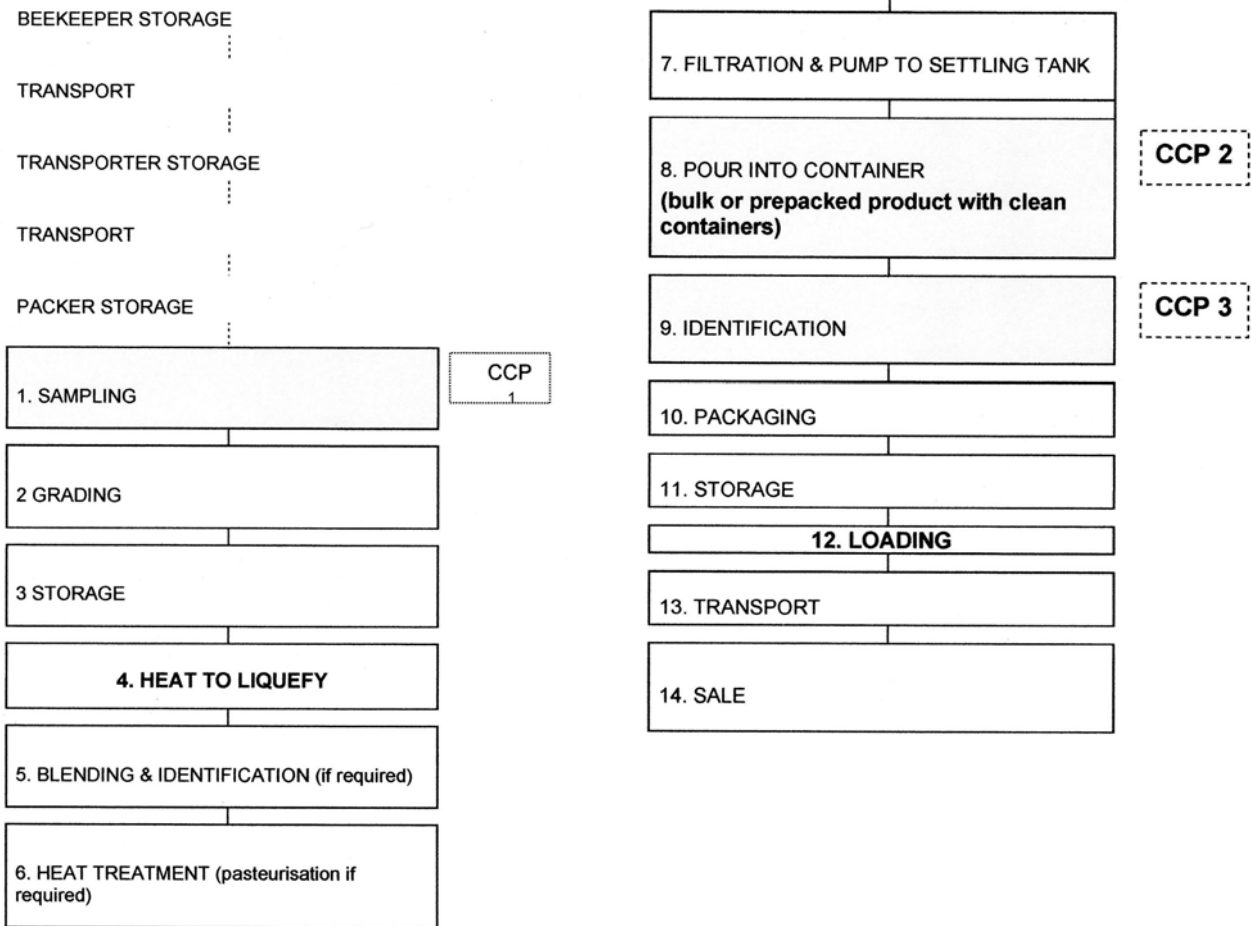 BEEKEEPER STORAGE
TRANSPORT
TRANSPORTER STORAGE
TRANSPORT
PACKER STORAGE
1. SAMPLING
CCP
1
2 GRADING
3 STORAGE
4. HEAT TO LIQUEFY
5. BLENDING & IDENTIFICATION (if required)
6. HEAT TREATMENT (pasteurisation if
required)
7. FILTRATION & PUMP TO SETTLING TANK
8. POUR INTO CONTAINER
(bulk or prepacked product with clean
containers)
CCP 2
9. IDENTIFICATION
CCP 3
10. PACKAGING
11. STORAGE
12. LOADING
13. TRANSPORT
14. SALE